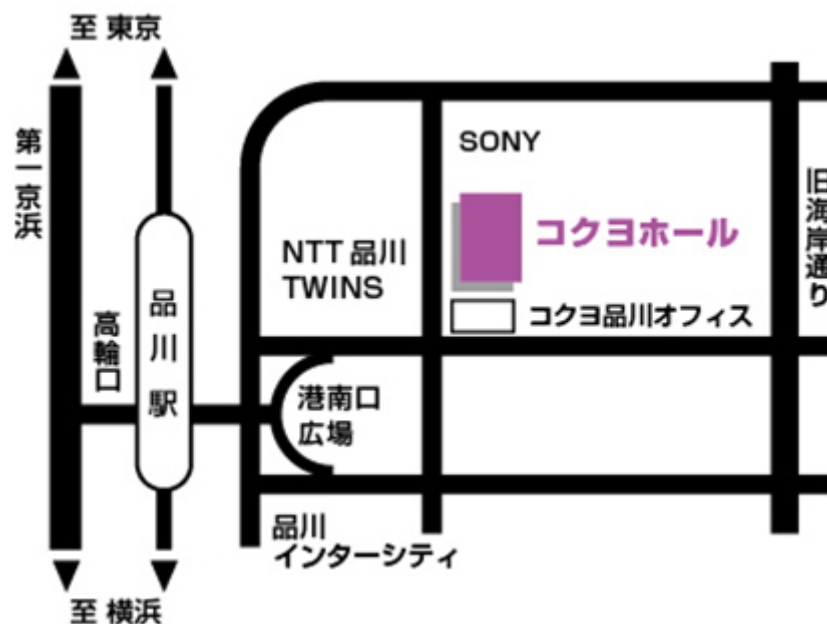 至 東京
第一京浜
SONY
旧海岸通り
コクヨホール
NTT 品川
TWINS
品川駅
高輪口
コクヨ品川オフィス
港南口
広場
品川
インターシティ
至 横浜